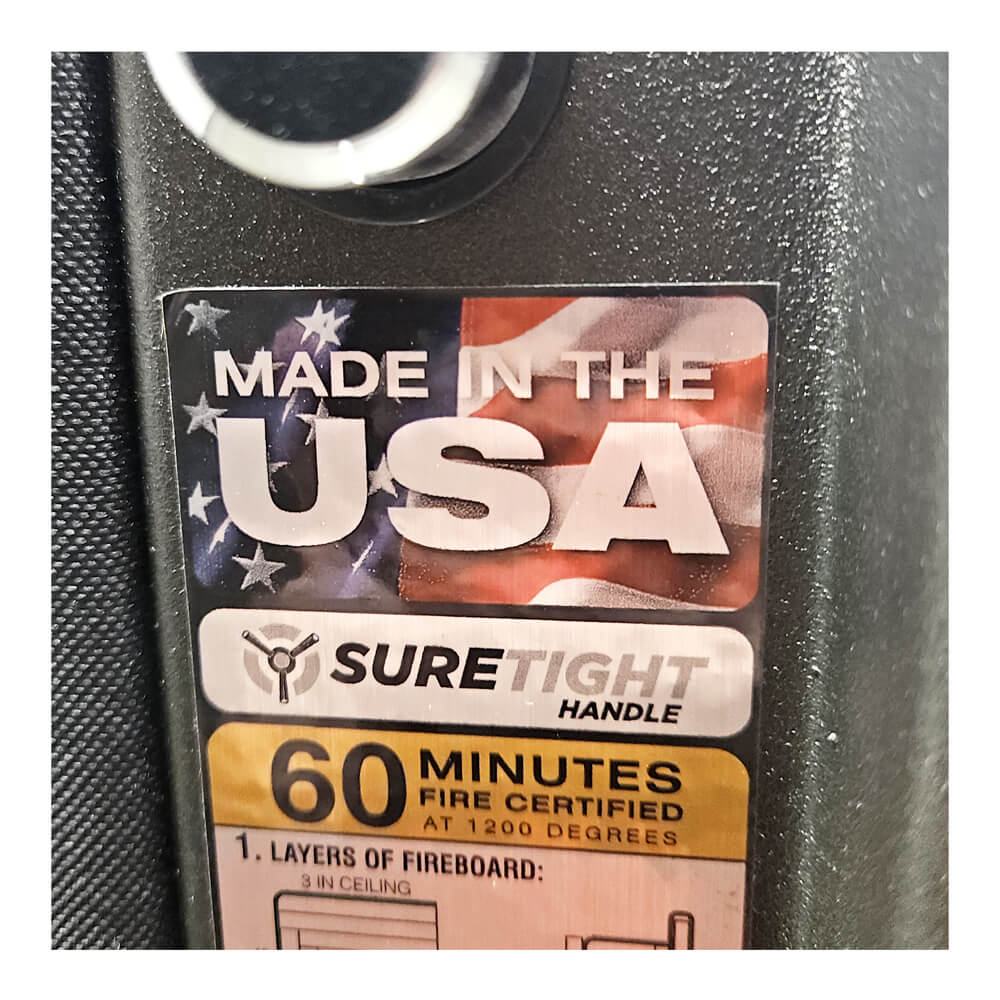 MADE IN THE
USA
SURETIGHT
HANDLE
60 MINUTES
FIRE CERTIFIED
AT 1200 DEGREES
1. LAYERS OF FIREBOARD:
3 IN CEILING